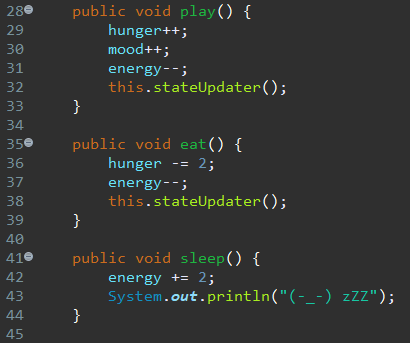 28 public void play() {
29 hunger++;
30 mood++;
31 energy--;
32 this.stateUpdater();
33 }
34
35 public void eat() {
36 hunger -= 2;
37 energy--;
38 this.stateUpdater();
39 }
40
41 public void sleep() {
42 energy += 2;
43 System.out.println("(-_-) zZZ");
44 }
45